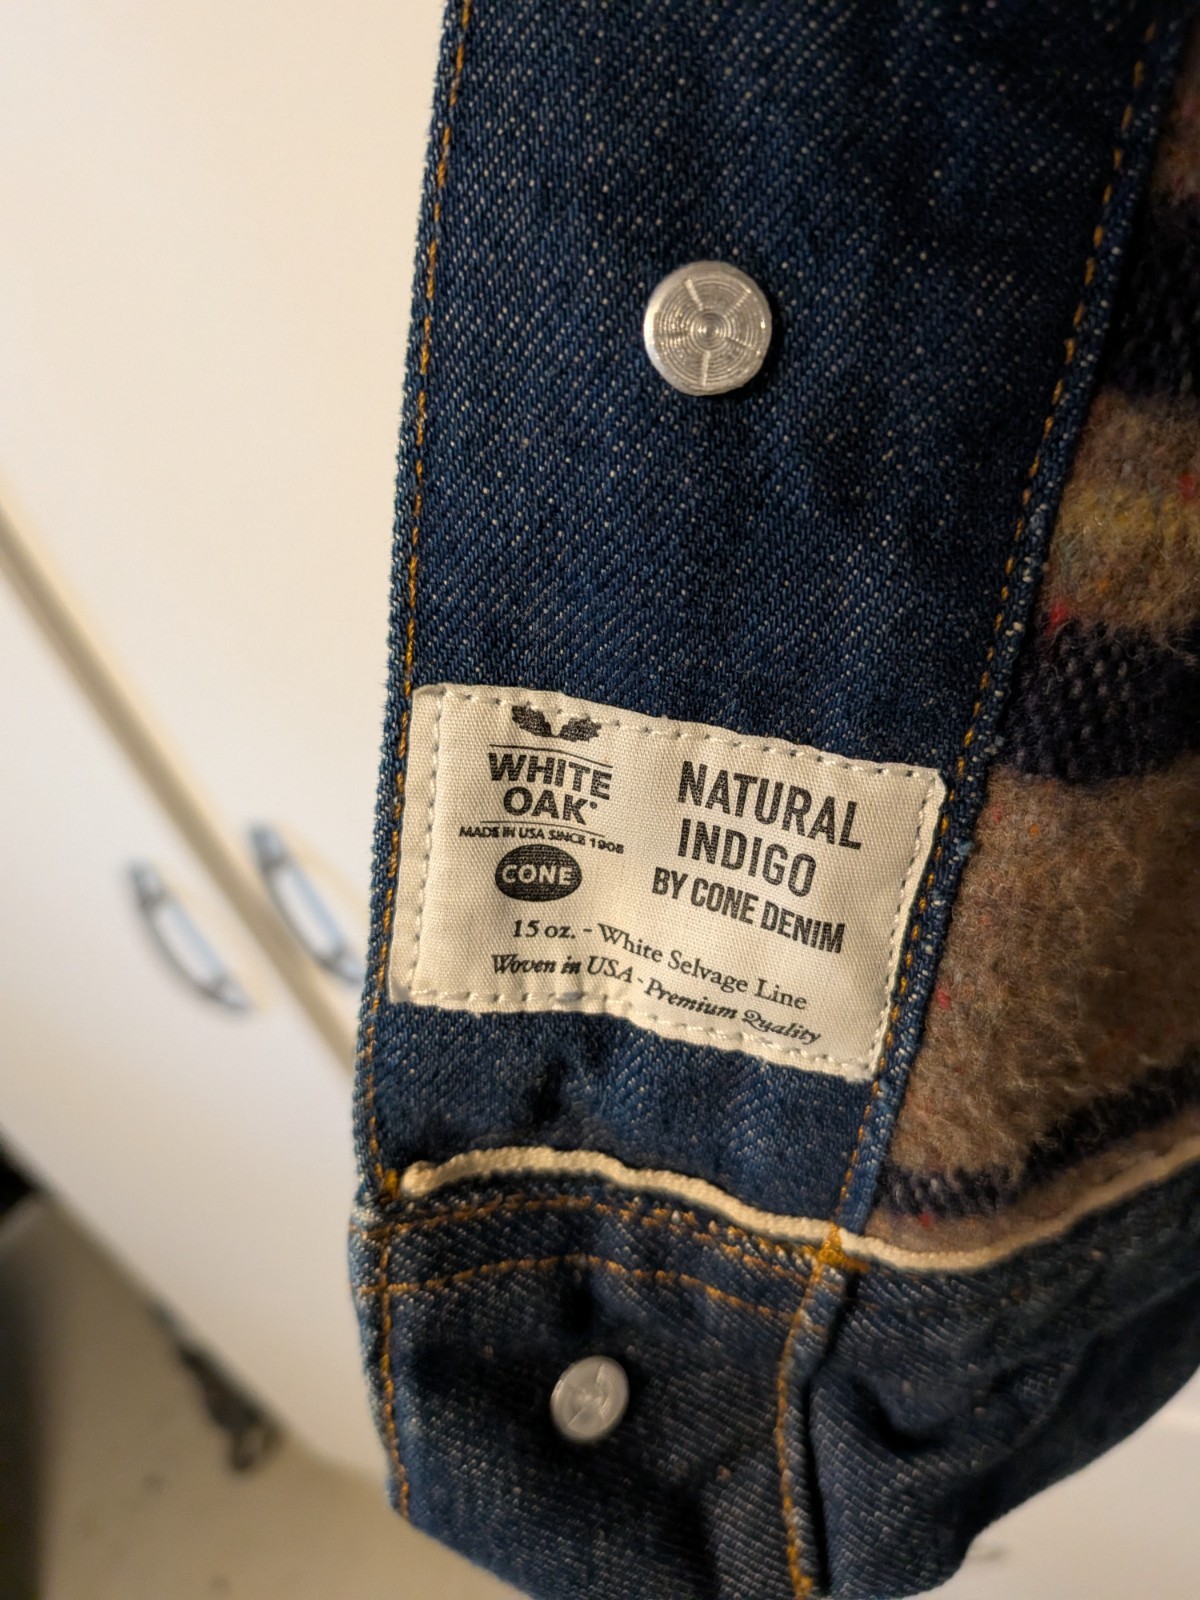 WHITE
OAK®
MADE IN USA SINCE 1905
CONE
NATURAL
INDIGO
BY CONE DENIM
15 oz. - White Selvage Line
Woven in USA - Premium Quality